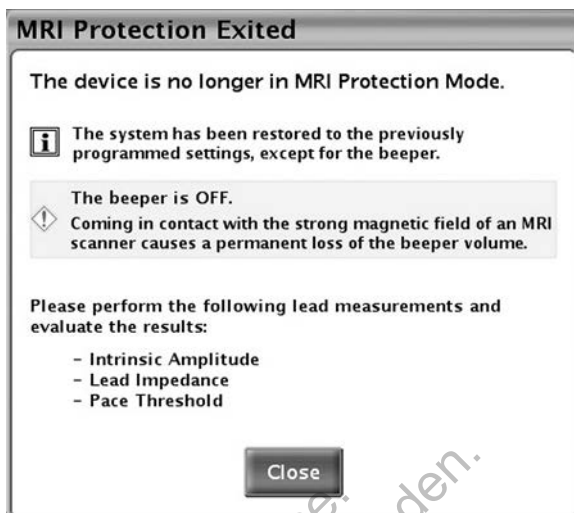 MRI Protection Exited
The device is no longer in MRI Protection Mode.
The system has been restored to the previously
programmed settings, except for the beeper.
The beeper is OFF.
Coming in contact with the strong magnetic field of an MRI
scanner causes a permanent loss of the beeper volume.
Please perform the following lead measurements and
evaluate the results:
- Intrinsic Amplitude
- Lead Impedance
- Pace Threshold
Close